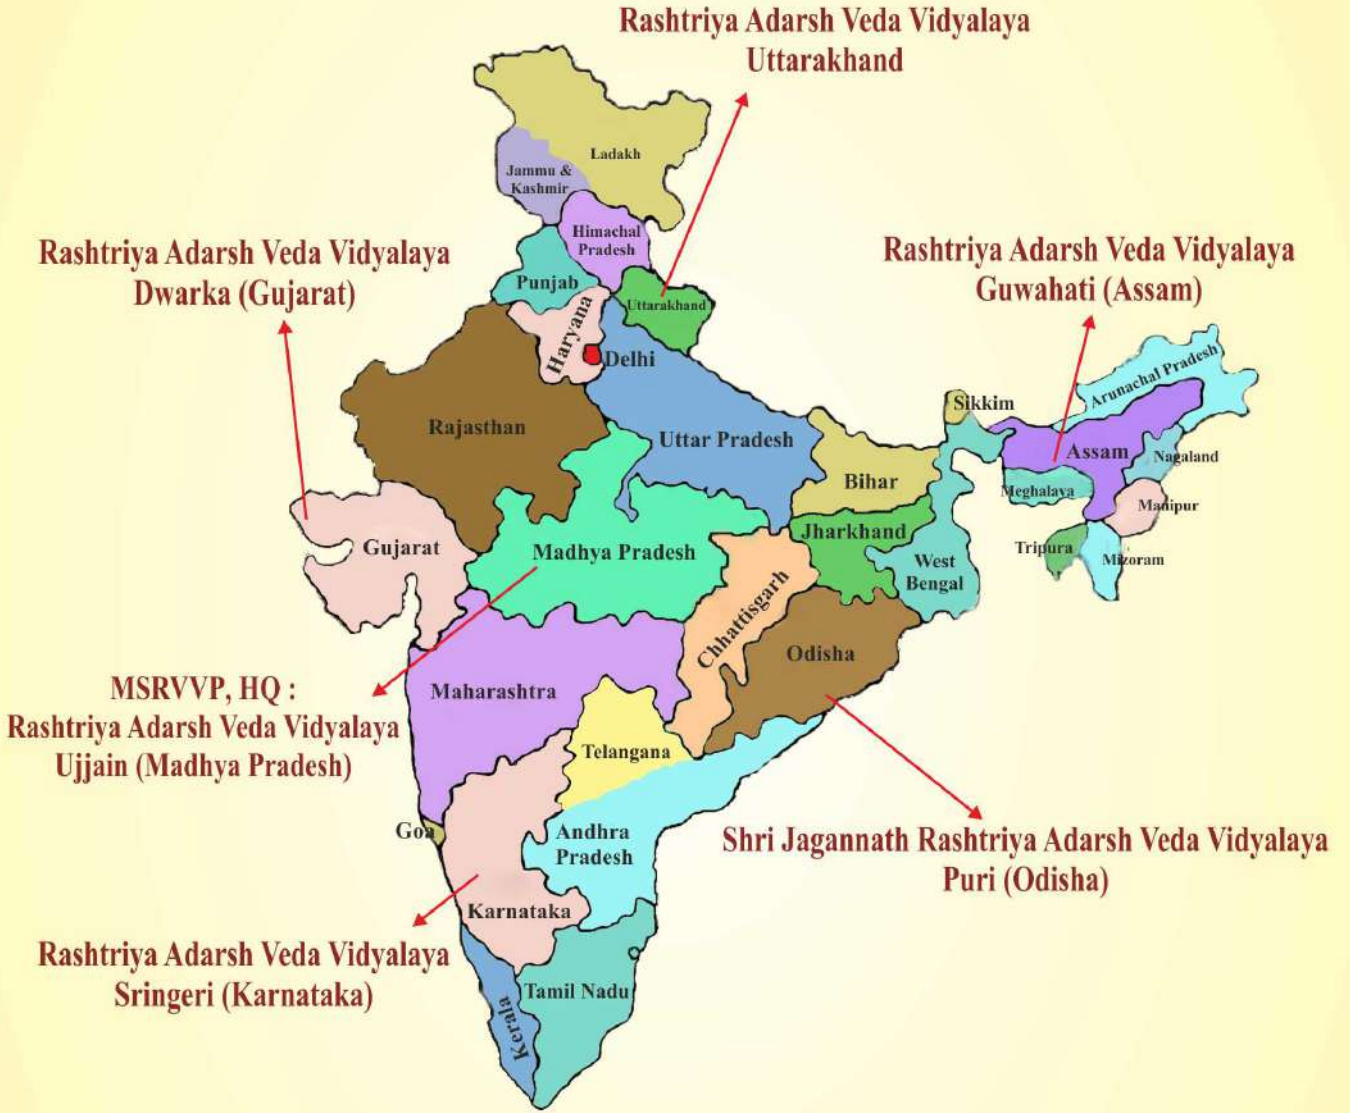 Rashtriya Adarsh Veda Vidyalaya
Uttarakhand
Ladakh
Jammu &
Kashmir
Himachal
Pradesh
Rashtriya Adarsh Veda Vidyalaya
Dwarka (Gujarat)
Punjab
Rashtriya Adarsh Veda Vidyalaya
Guwahati (Assam)
Uttarakhand
Haryana
Delhi
Arunachal Pradesh
Sikkim
Rajasthan
Uttar Pradesh
Assam
Nagaland
Bihar
Meghalaya
Manipur
Jharkhand
Gujarat
Madhya Pradesh
Tripura
Mizoram
West
Bengal
Chhattisgarh
Odisha
MSRVVP, HQ :
Rashtriya Adarsh Veda Vidyalaya
Ujjain (Madhya Pradesh)
Maharashtra
Telangana
Goa
Andhra
Pradesh
Shri Jagannath Rashtriya Adarsh Veda Vidyalaya
Puri (Odisha)
Karnataka
Rashtriya Adarsh Veda Vidyalaya
Sringeri (Karnataka)
Tamil Nadu
Kerala